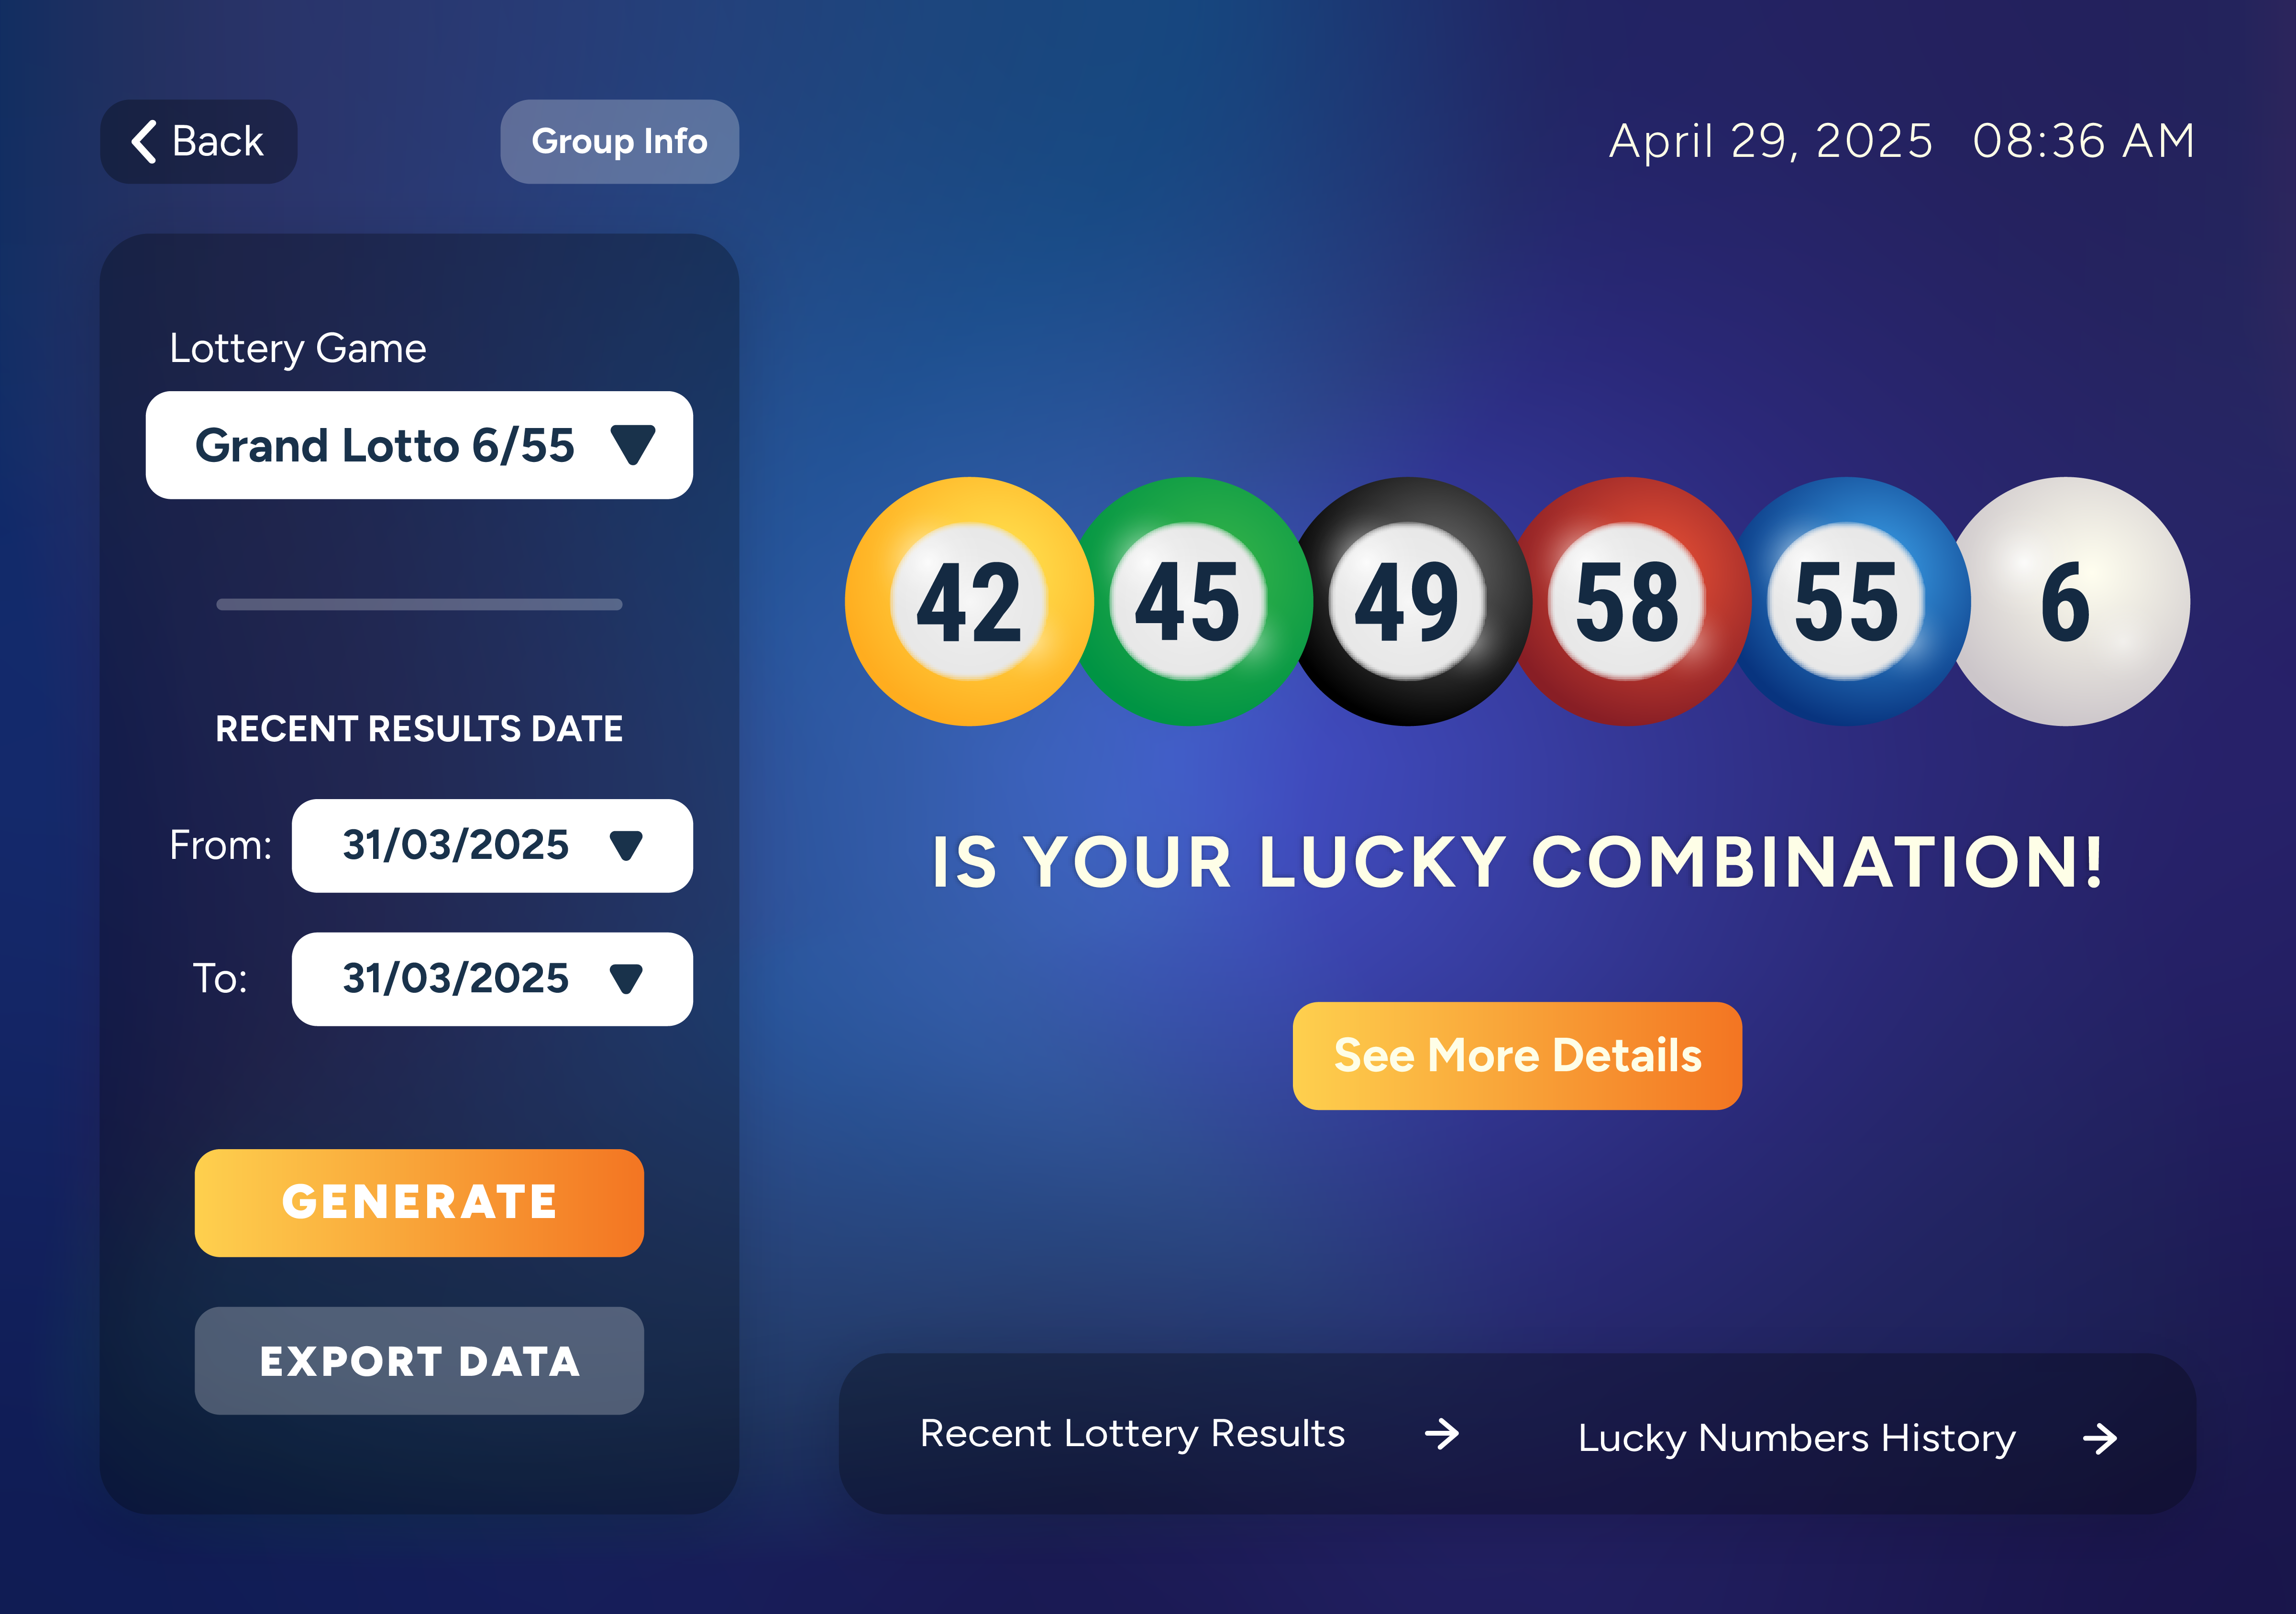 Back
Group Info
April 29, 2025 08:36 AM
Lottery Game
Grand Lotto 6/55
RECENT RESULTS DATE
From: 31/03/2025
To: 31/03/2025
GENERATE
EXPORT DATA
42 45 49 58 55 6
IS YOUR LUCKY COMBINATION!
See More Details
Recent Lottery Results
Lucky Numbers History